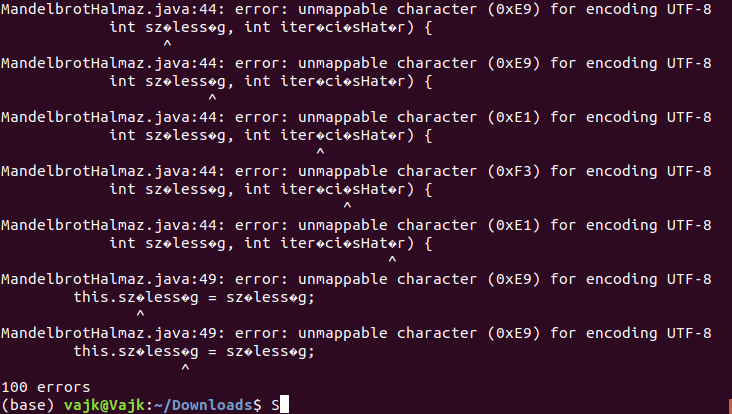 MandelbrotHalmaz.java:44: error: unmappable character (0xE9) for encoding UTF-8
            int sz�less�g, int iter�ci�sHat�r) {
                  ^
MandelbrotHalmaz.java:44: error: unmappable character (0xE9) for encoding UTF-8
            int sz�less�g, int iter�ci�sHat�r) {
                       ^
MandelbrotHalmaz.java:44: error: unmappable character (0xE1) for encoding UTF-8
            int sz�less�g, int iter�ci�sHat�r) {
                                   ^
MandelbrotHalmaz.java:44: error: unmappable character (0xF3) for encoding UTF-8
            int sz�less�g, int iter�ci�sHat�r) {
                                      ^
MandelbrotHalmaz.java:44: error: unmappable character (0xE1) for encoding UTF-8
            int sz�less�g, int iter�ci�sHat�r) {
                                           ^
MandelbrotHalmaz.java:49: error: unmappable character (0xE9) for encoding UTF-8
        this.sz�less�g = sz�less�g;
               ^
MandelbrotHalmaz.java:49: error: unmappable character (0xE9) for encoding UTF-8
        this.sz�less�g = sz�less�g;
                    ^
100 errors
(base) vajk@Vajk:~/Downloads$ S